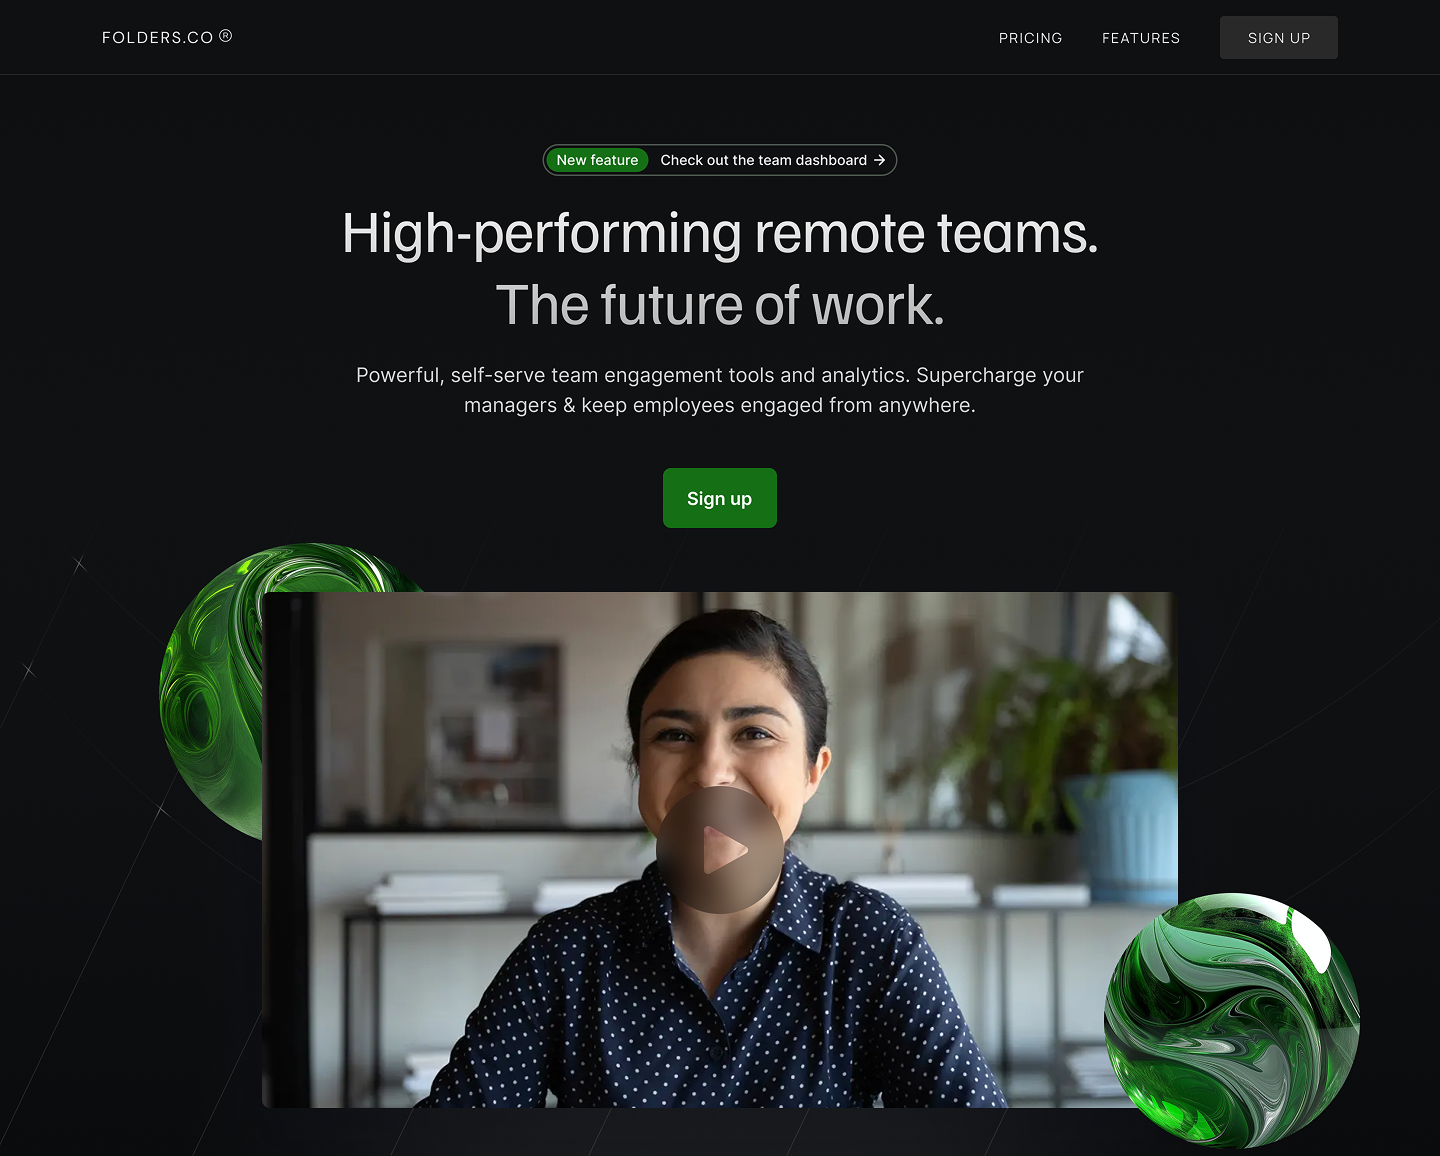 FOLDERS.CO ®
PRICING
FEATURES
SIGN UP
New feature
Check out the team dashboard →
High-performing remote teams.
The future of work.
Powerful, self-serve team engagement tools and analytics. Supercharge your
managers & keep employees engaged from anywhere.
Sign up